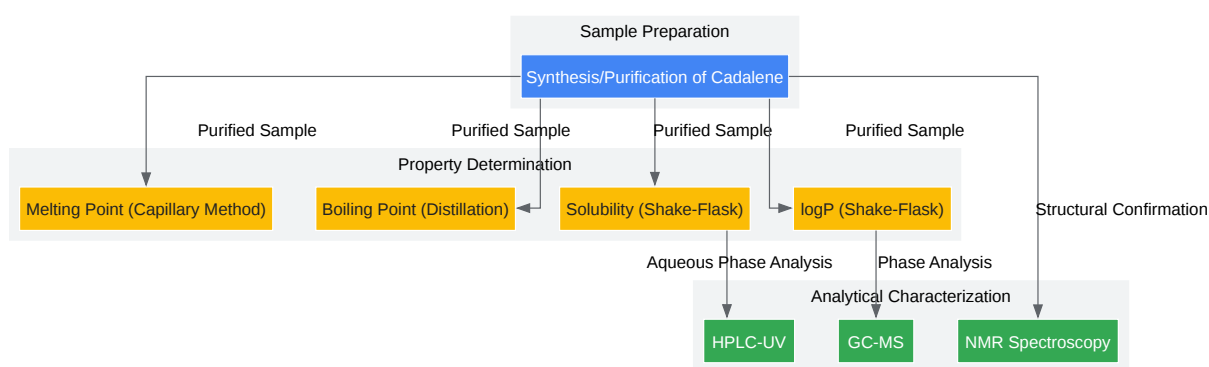 Sample Preparation
Synthesis/Purification of Cadalene
Purified Sample
Purified Sample
Purified Sample
Purified Sample
Property Determination
Melting Point (Capillary Method)
Boiling Point (Distillation)
Solubility (Shake-Flask)
logP (Shake-Flask)
Structural Confirmation
Aqueous Phase Analysis
Phase Analysis
Analytical Characterization
HPLC-UV
GC-MS
NMR Spectroscopy